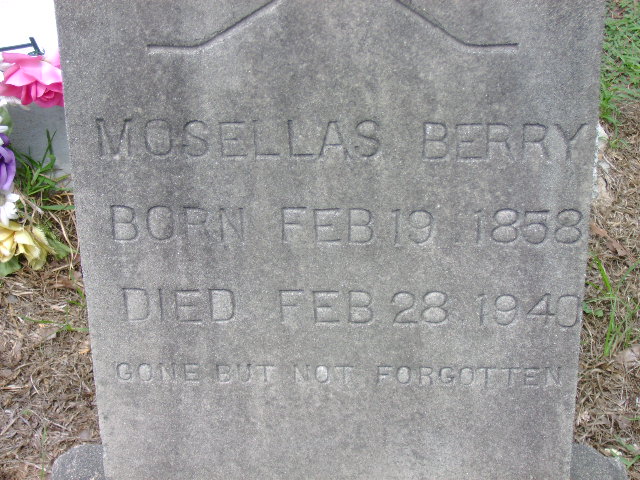 MOSELLAS BERRY
BORN FEB 19 1858
DIED FEB 28 1940
GONE BUT NOT FORGOTTEN